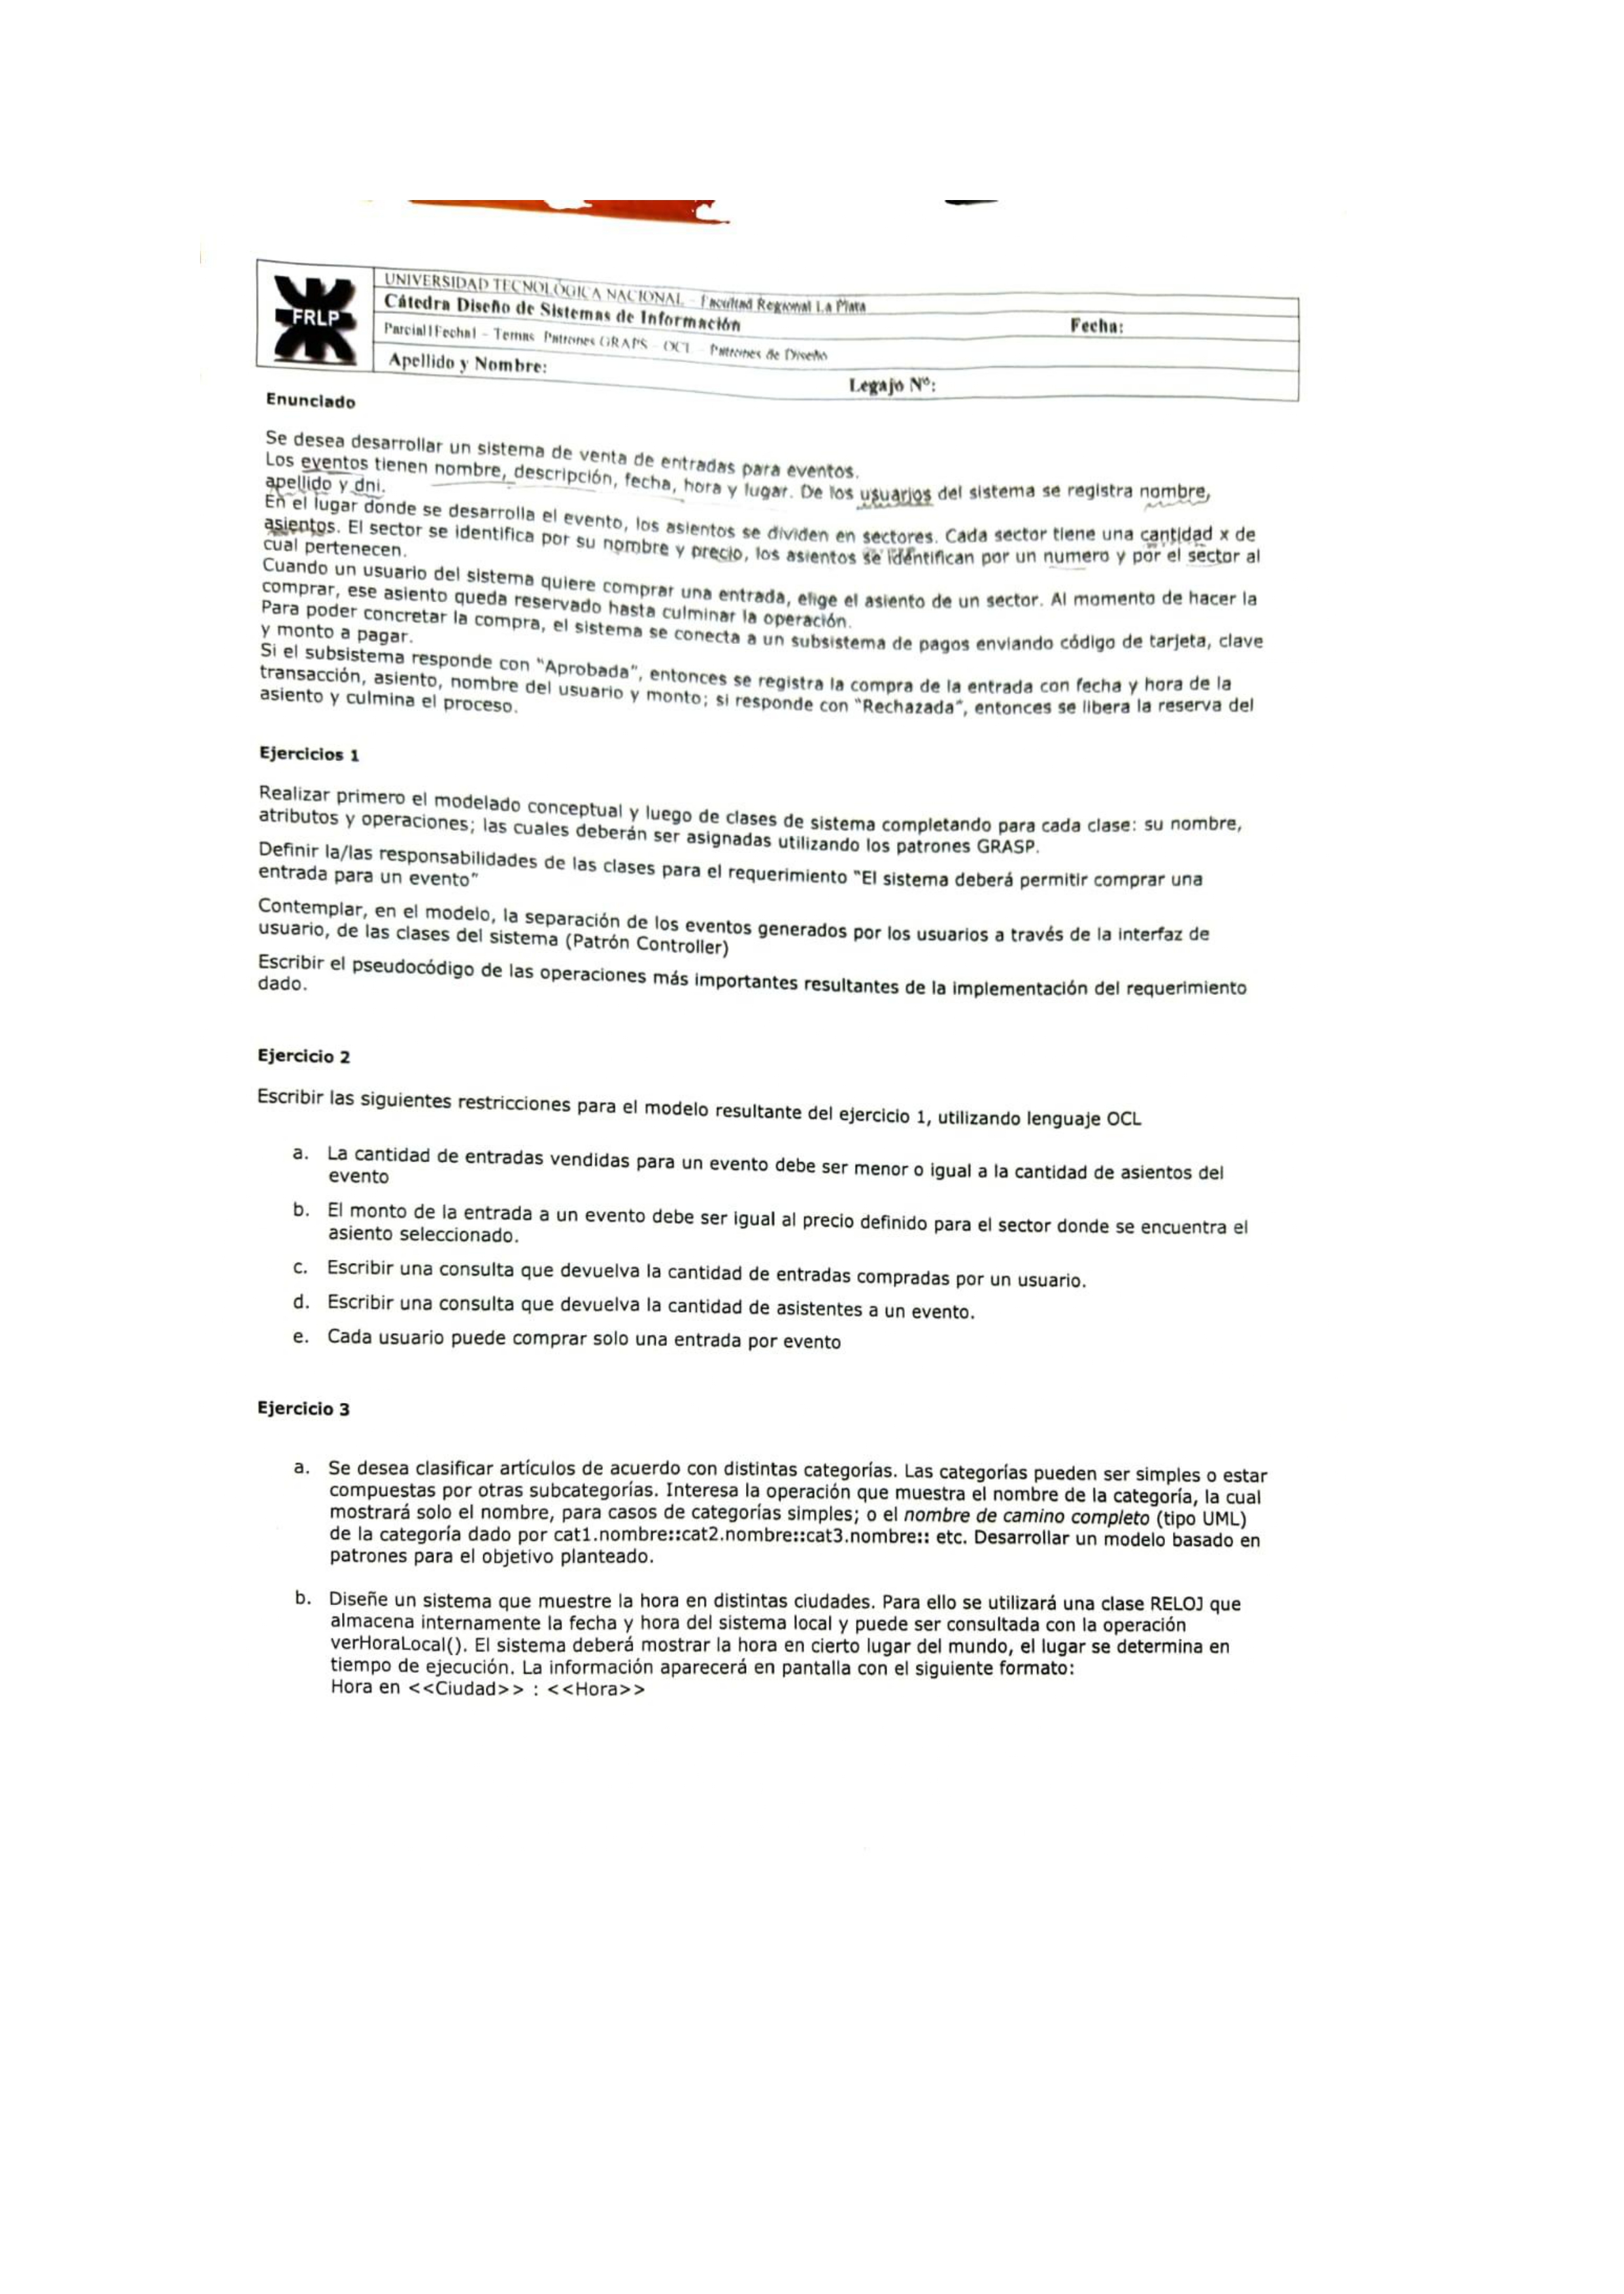 FRLP
UNIVERSIDAD TECNOLÓGICA NACIONAL - Facultad Regional La Plata
Cátedra Diseño de Sistemas de Información
Fecha:
Parcial1Fecha1 - Temas Patrones GRAPS - OCL - Patrones de Diseño
Apellido y Nombre:
Legajo Nº:
Enunciado
Se desea desarrollar un sistema de venta de entradas para eventos.
Los eventos tienen nombre, descripción, fecha, hora y lugar. De los usuarios del sistema se registra nombre,
apellido y dni.
En el lugar donde se desarrolla el evento, los asientos se dividen en sectores. Cada sector tiene una cantidad x de
asientos. El sector se identifica por su nombre y precio, los asientos se identifican por un numero y por el sector al
cual pertenecen.
Cuando un usuario del sistema quiere comprar una entrada, elige el asiento de un sector. Al momento de hacer la
comprar, ese asiento queda reservado hasta culminar la operación.
Para poder concretar la compra, el sistema se conecta a un subsistema de pagos enviando código de tarjeta, clave
y monto a pagar.
Si el subsistema responde con "Aprobada", entonces se registra la compra de la entrada con fecha y hora de la
transacción, asiento, nombre del usuario y monto; si responde con "Rechazada", entonces se libera la reserva del
asiento y culmina el proceso.
Ejercicios 1
Realizar primero el modelado conceptual y luego de clases de sistema completando para cada clase: su nombre,
atributos y operaciones; las cuales deberán ser asignadas utilizando los patrones GRASP.
Definir la/las responsabilidades de las clases para el requerimiento "El sistema deberá permitir comprar una
entrada para un evento"
Contemplar, en el modelo, la separación de los eventos generados por los usuarios a través de la interfaz de
usuario, de las clases del sistema (Patrón Controller)
Escribir el pseudocódigo de las operaciones más importantes resultantes de la implementación del requerimiento
dado.
Ejercicio 2
Escribir las siguientes restricciones para el modelo resultante del ejercicio 1, utilizando lenguaje OCL
a. La cantidad de entradas vendidas para un evento debe ser menor o igual a la cantidad de asientos del
evento
b. El monto de la entrada a un evento debe ser igual al precio definido para el sector donde se encuentra el
asiento seleccionado.
c. Escribir una consulta que devuelva la cantidad de entradas compradas por un usuario.
d. Escribir una consulta que devuelva la cantidad de asistentes a un evento.
e. Cada usuario puede comprar solo una entrada por evento
Ejercicio 3
a. Se desea clasificar artículos de acuerdo con distintas categorías. Las categorías pueden ser simples o estar
compuestas por otras subcategorías. Interesa la operación que muestra el nombre de la categoría, la cual
mostrará solo el nombre, para casos de categorías simples; o el nombre de camino completo (tipo UML)
de la categoría dado por cat1.nombre::cat2.nombre::cat3.nombre:: etc. Desarrollar un modelo basado en
patrones para el objetivo planteado.
b. Diseñe un sistema que muestre la hora en distintas ciudades. Para ello se utilizará una clase RELOJ que
almacena internamente la fecha y hora del sistema local y puede ser consultada con la operación
verHoraLocal(). El sistema deberá mostrar la hora en cierto lugar del mundo, el lugar se determina en
tiempo de ejecución. La información aparecerá en pantalla con el siguiente formato:
Hora en <<Ciudad>> : <<Hora>>